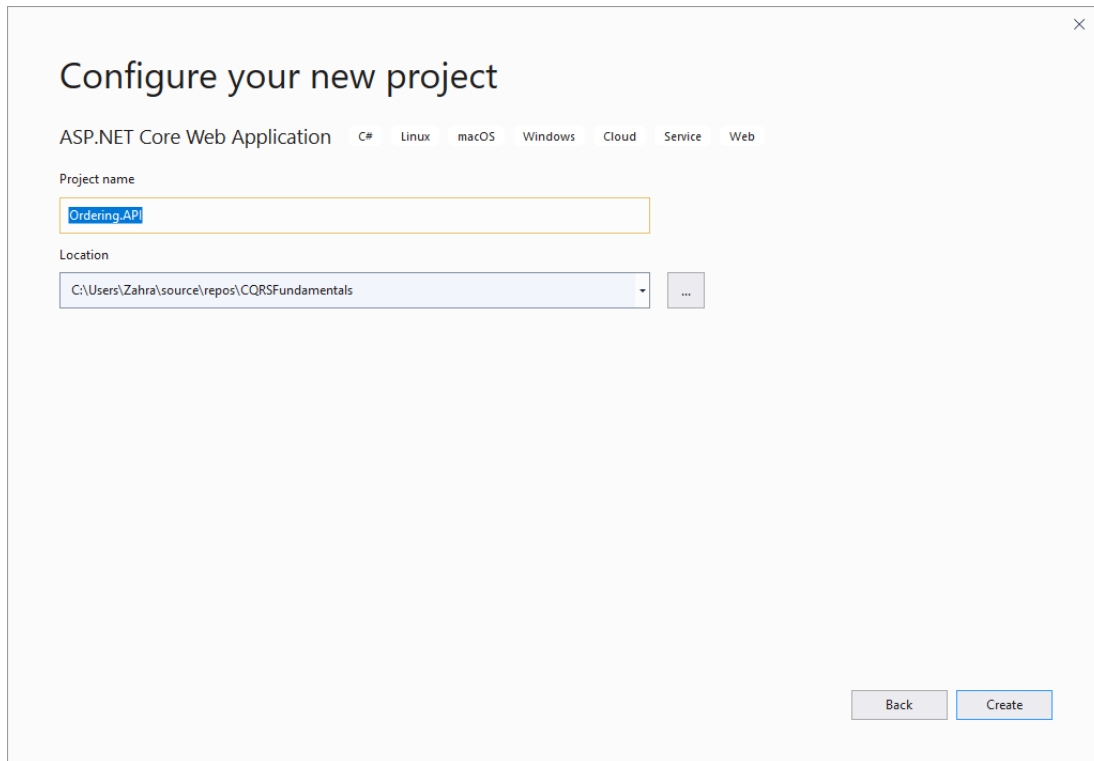 Configure your new project
ASP.NET Core Web Application C# Linux macOS Windows Cloud Service Web
Project name
Ordering.API
Location
C:\Users\Zahra\source\repos\CQRSFundamentals
...
Back Create